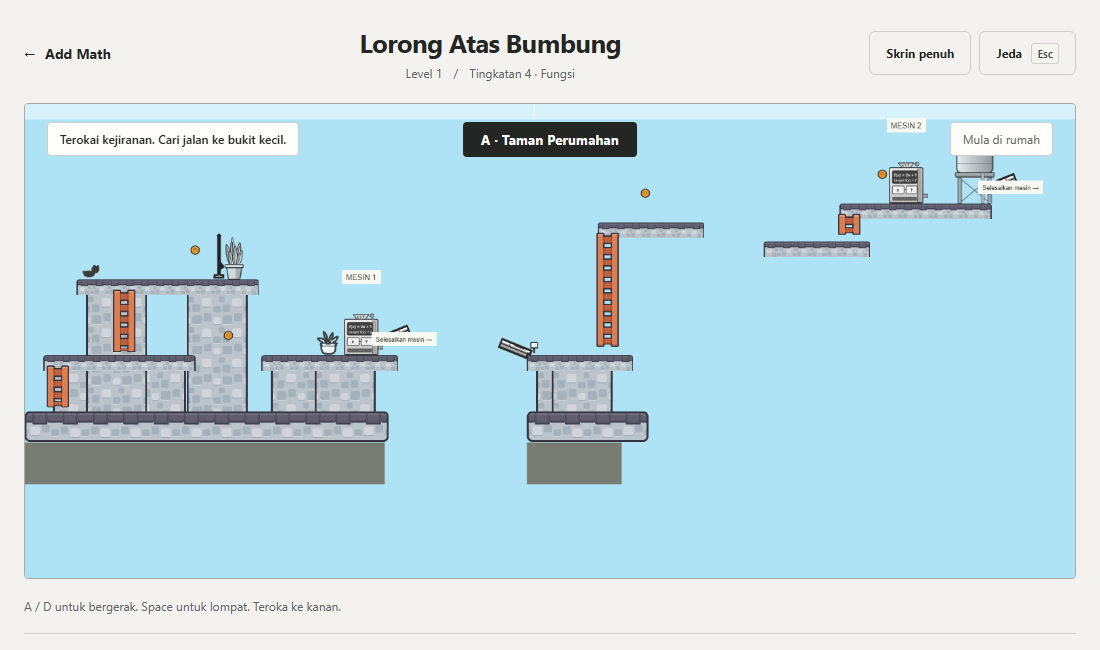 ← Add Math
Lorong Atas Bumbung
Level 1 / Tingkatan 4 · Fungsi
Skrin penuh
Jeda Esc
Terokai kejiranan. Cari jalan ke bukit kecil.
A · Taman Perumahan
MESIN 2
Mula di rumah
Selesaikan mesin →
MESIN 1
Selesaikan mesin →
A / D untuk bergerak. Space untuk lompat. Teroka ke kanan.